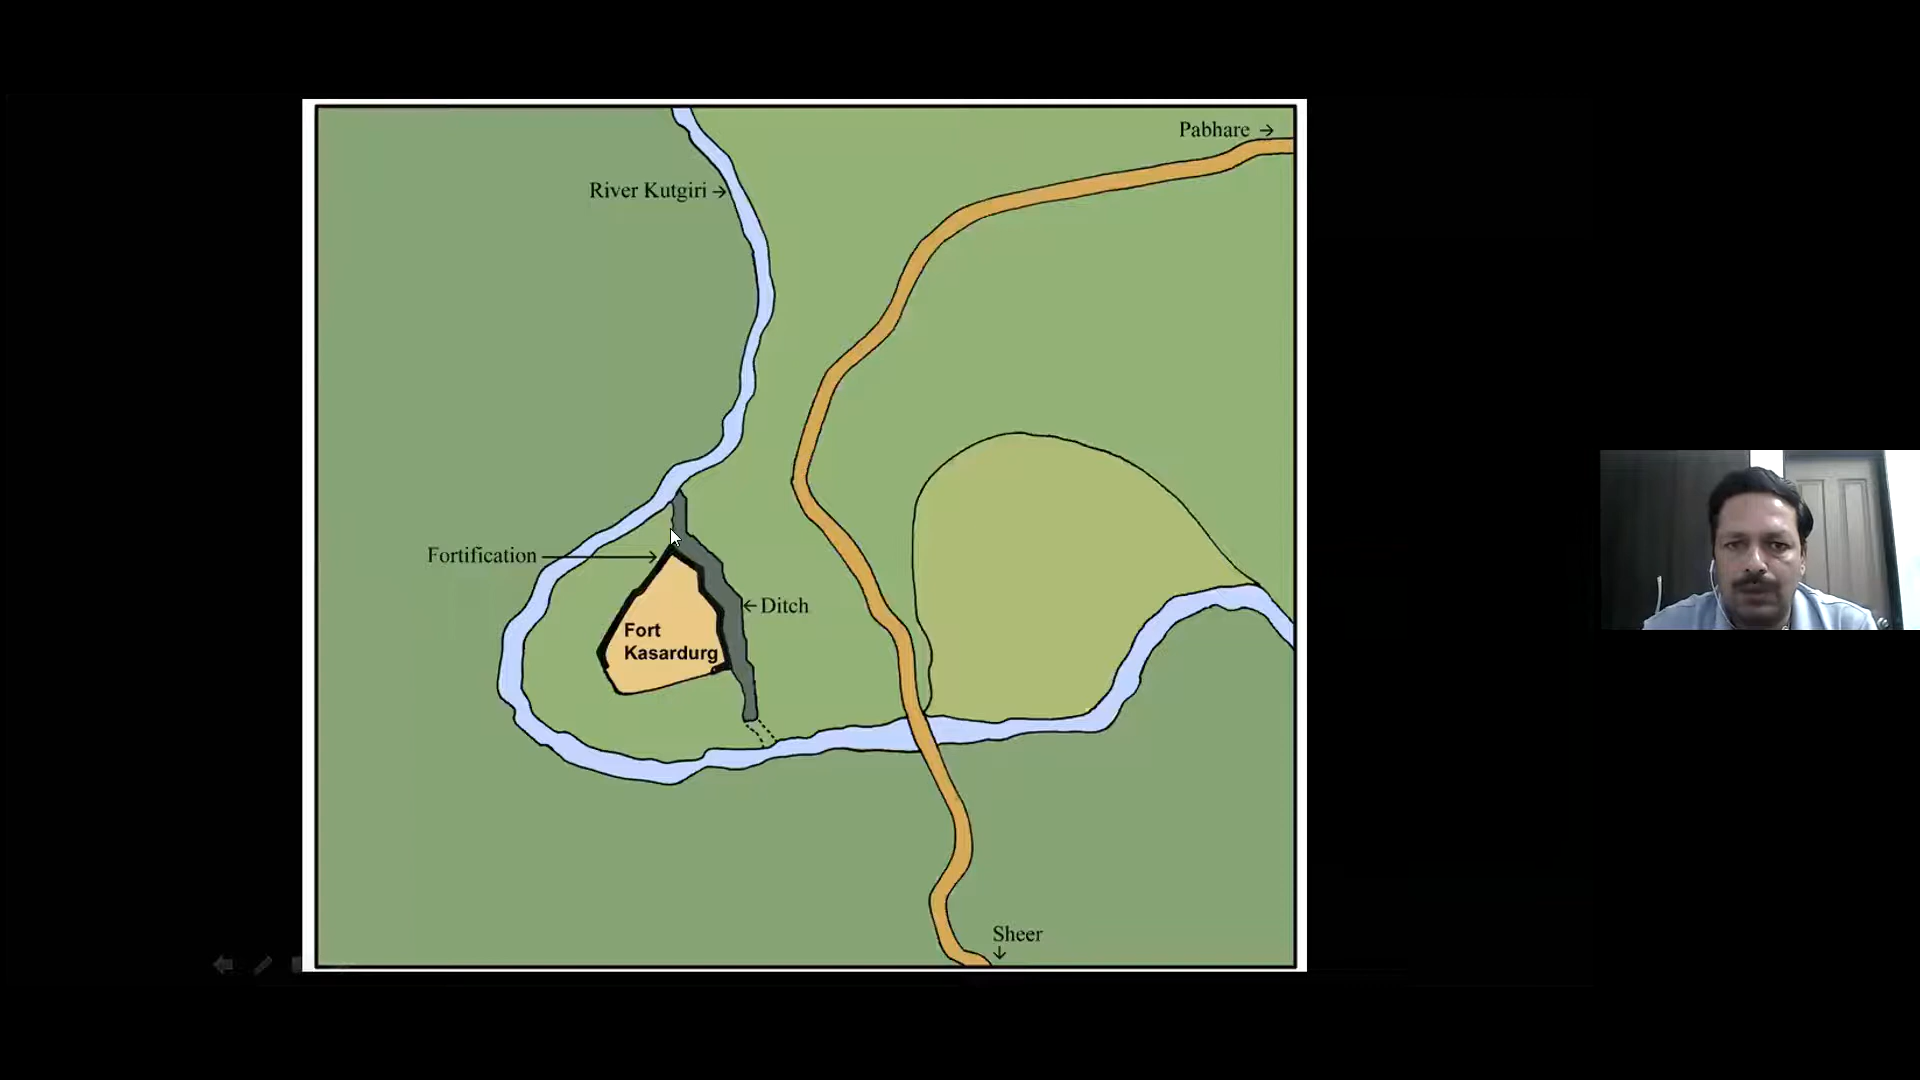 Pabhare →
River Kutgiri →
Fortification
← Ditch
Fort
Kasardurg
Sheer
↓